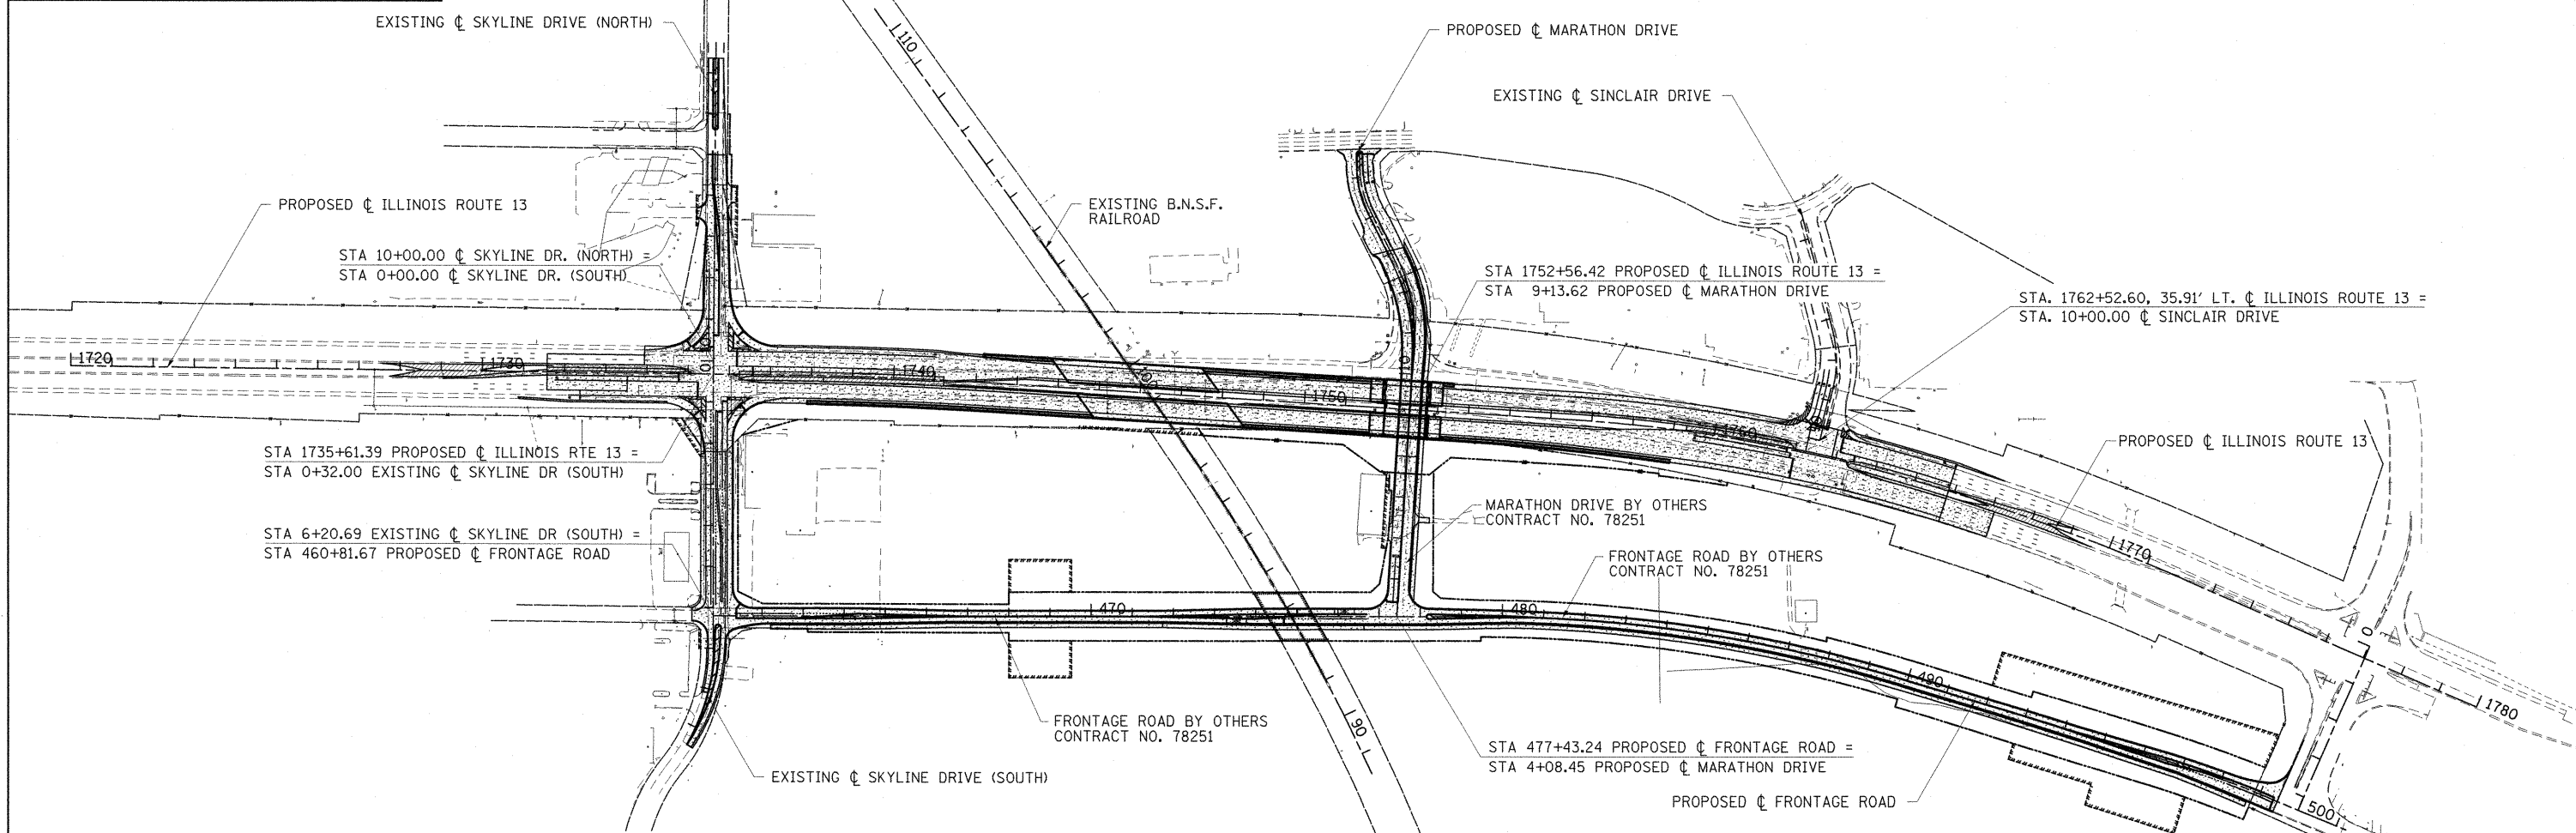 EXISTING ℄ SKYLINE DRIVE (NORTH)
110
PROPOSED ℄ MARATHON DRIVE
EXISTING ℄ SINCLAIR DRIVE
PROPOSED ℄ ILLINOIS ROUTE 13
EXISTING B.N.S.F.
RAILROAD
STA 10+00.00 ℄ SKYLINE DR. (NORTH) =
STA 0+00.00 ℄ SKYLINE DR. (SOUTH)
STA 1752+56.42 PROPOSED ℄ ILLINOIS ROUTE 13 =
STA 9+13.62 PROPOSED ℄ MARATHON DRIVE
STA. 1762+52.60, 35.91' LT. ℄ ILLINOIS ROUTE 13 =
STA. 10+00.00 ℄ SINCLAIR DRIVE
1720
1730
0
1740
100
1750
0
1760
PROPOSED ℄ ILLINOIS ROUTE 13
STA 1735+61.39 PROPOSED ℄ ILLINOIS RTE 13 =
STA 0+32.00 EXISTING ℄ SKYLINE DR (SOUTH)
MARATHON DRIVE BY OTHERS
CONTRACT NO. 78251
STA 6+20.69 EXISTING ℄ SKYLINE DR (SOUTH) =
STA 460+81.67 PROPOSED ℄ FRONTAGE ROAD
1770
FRONTAGE ROAD BY OTHERS
CONTRACT NO. 78251
470
480
0
490
1780
90
FRONTAGE ROAD BY OTHERS
CONTRACT NO. 78251
STA 477+43.24 PROPOSED ℄ FRONTAGE ROAD =
STA 4+08.45 PROPOSED ℄ MARATHON DRIVE
EXISTING ℄ SKYLINE DRIVE (SOUTH)
PROPOSED ℄ FRONTAGE ROAD
500